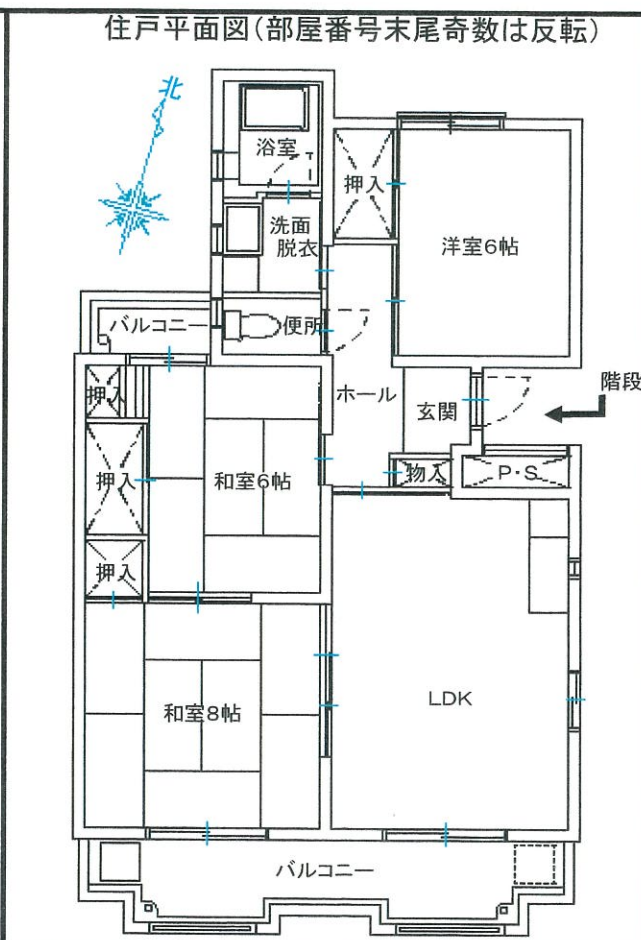 住戸平面図(部屋番号末尾奇数は反転)
北
浴室
押入
洗面
脱衣
洋室6帖
バルコニー
便所
階段
押入
ホール
玄関
押入
和室6帖
物入
P・S
押入
和室8帖
LDK
バルコニー